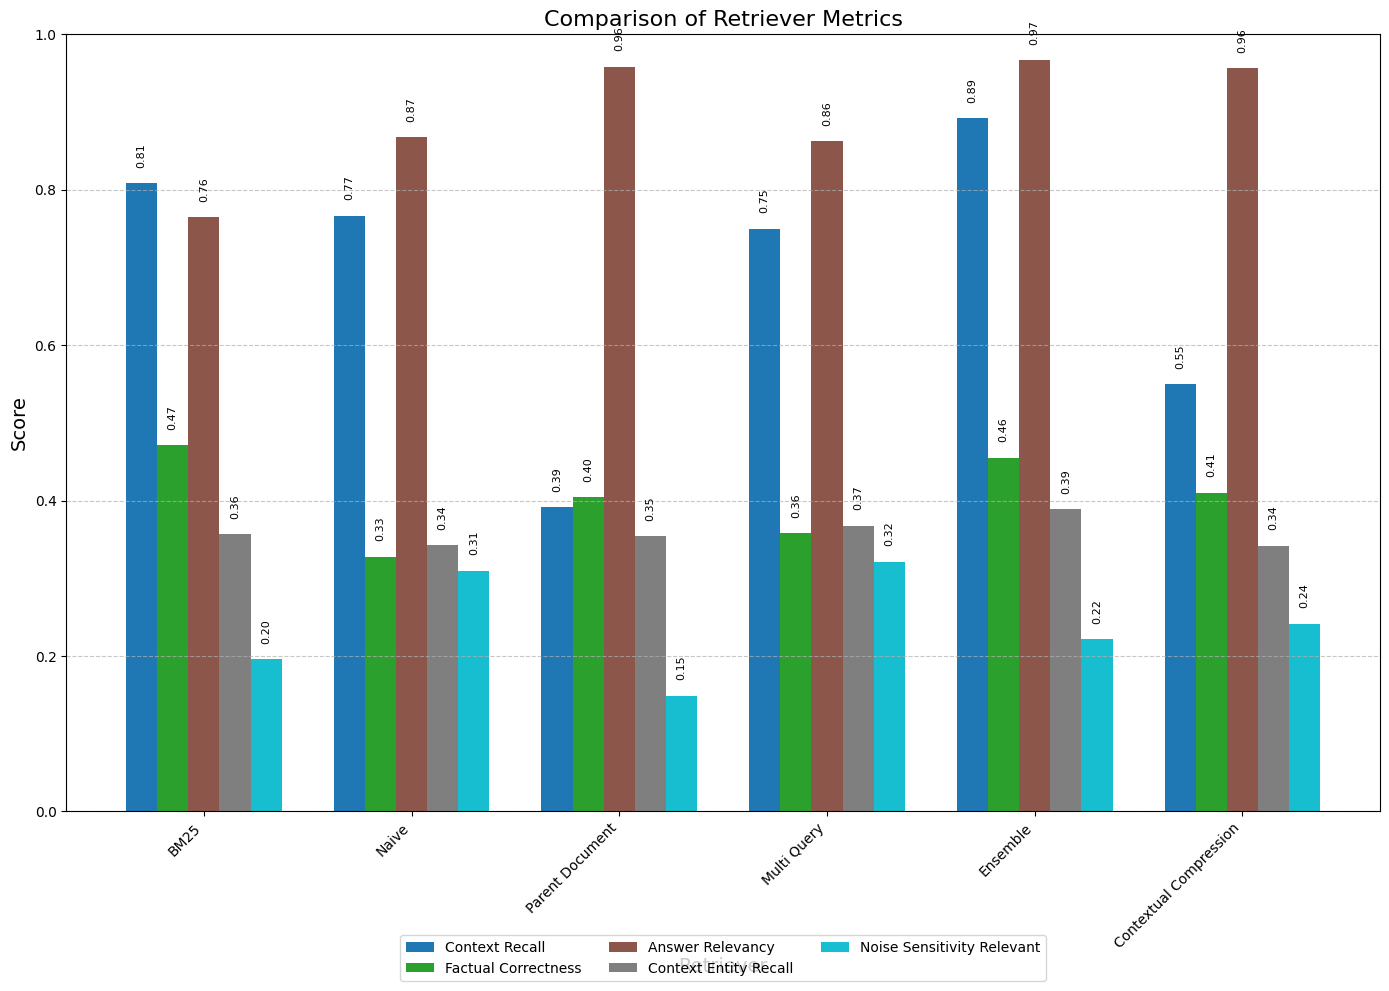 Comparison of Retriever Metrics
1.0
0.8
0.6
0.4
0.2
0.0
Score
0.81
0.47
0.76
0.36
0.20
0.77
0.33
0.87
0.34
0.31
0.39
0.40
0.96
0.35
0.15
0.75
0.36
0.86
0.37
0.32
0.89
0.46
0.97
0.39
0.22
0.55
0.41
0.96
0.34
0.24
BM25
Naive
Parent Document
Multi Query
Ensemble
Contextual Compression
Retriever
Context Recall
Factual Correctness
Answer Relevancy
Context Entity Recall
Noise Sensitivity Relevant